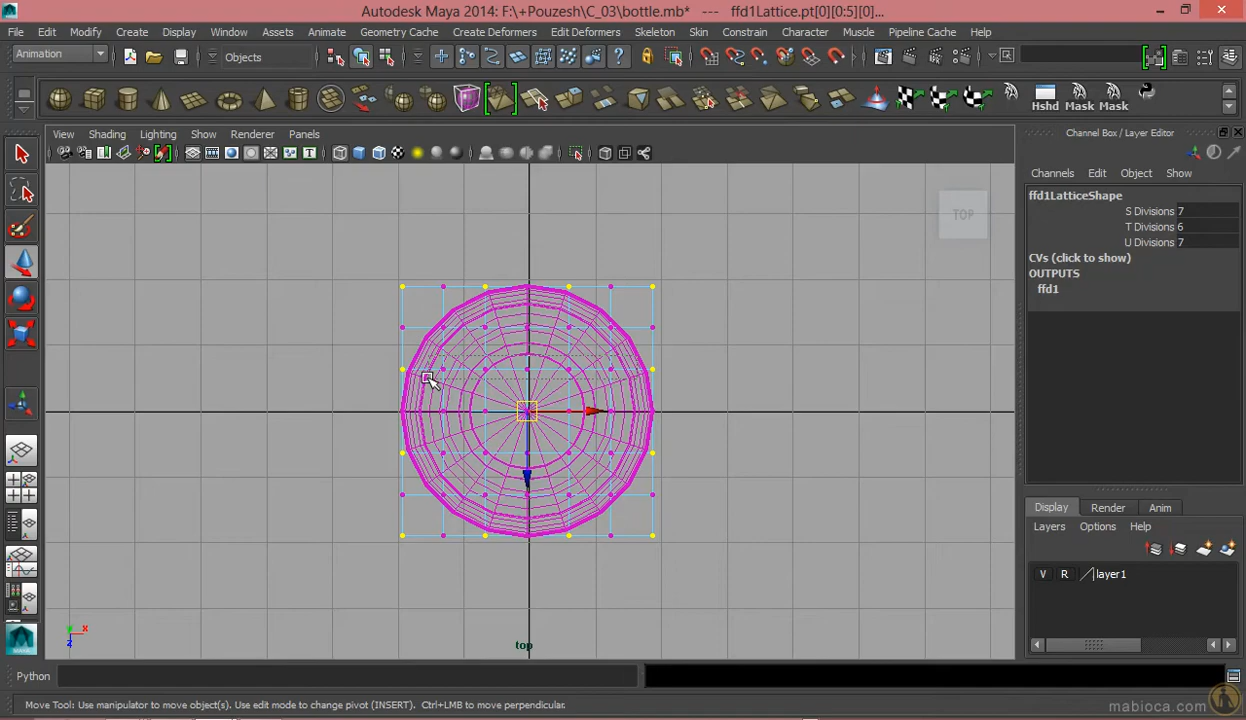 Autodesk Maya 2014: F:\+Pouzesh\C_03\bottle.mb*   ---   ffd1Lattice.pt[0][0:5][0]...
File Edit Modify Create Display Window Assets Animate Geometry Cache Create Deformers Edit Deformers Skeleton Skin Constrain Character Muscle Pipeline Cache Help
Animation Objects
Hshd Mask Mask
View Shading Lighting Show Renderer Panels
Channel Box / Layer Editor
Channels Edit Object Show
ffd1LatticeShape
S Divisions 7
T Divisions 6
U Divisions 7
CVs (click to show)
OUTPUTS
ffd1
TOP
Display Render Anim
Layers Options Help
V R layer1
y x
z
top
Python
Move Tool: Use manipulator to move object(s). Use edit mode to change pivot (INSERT). Ctrl+LMB to move perpendicular.
mabioca.com